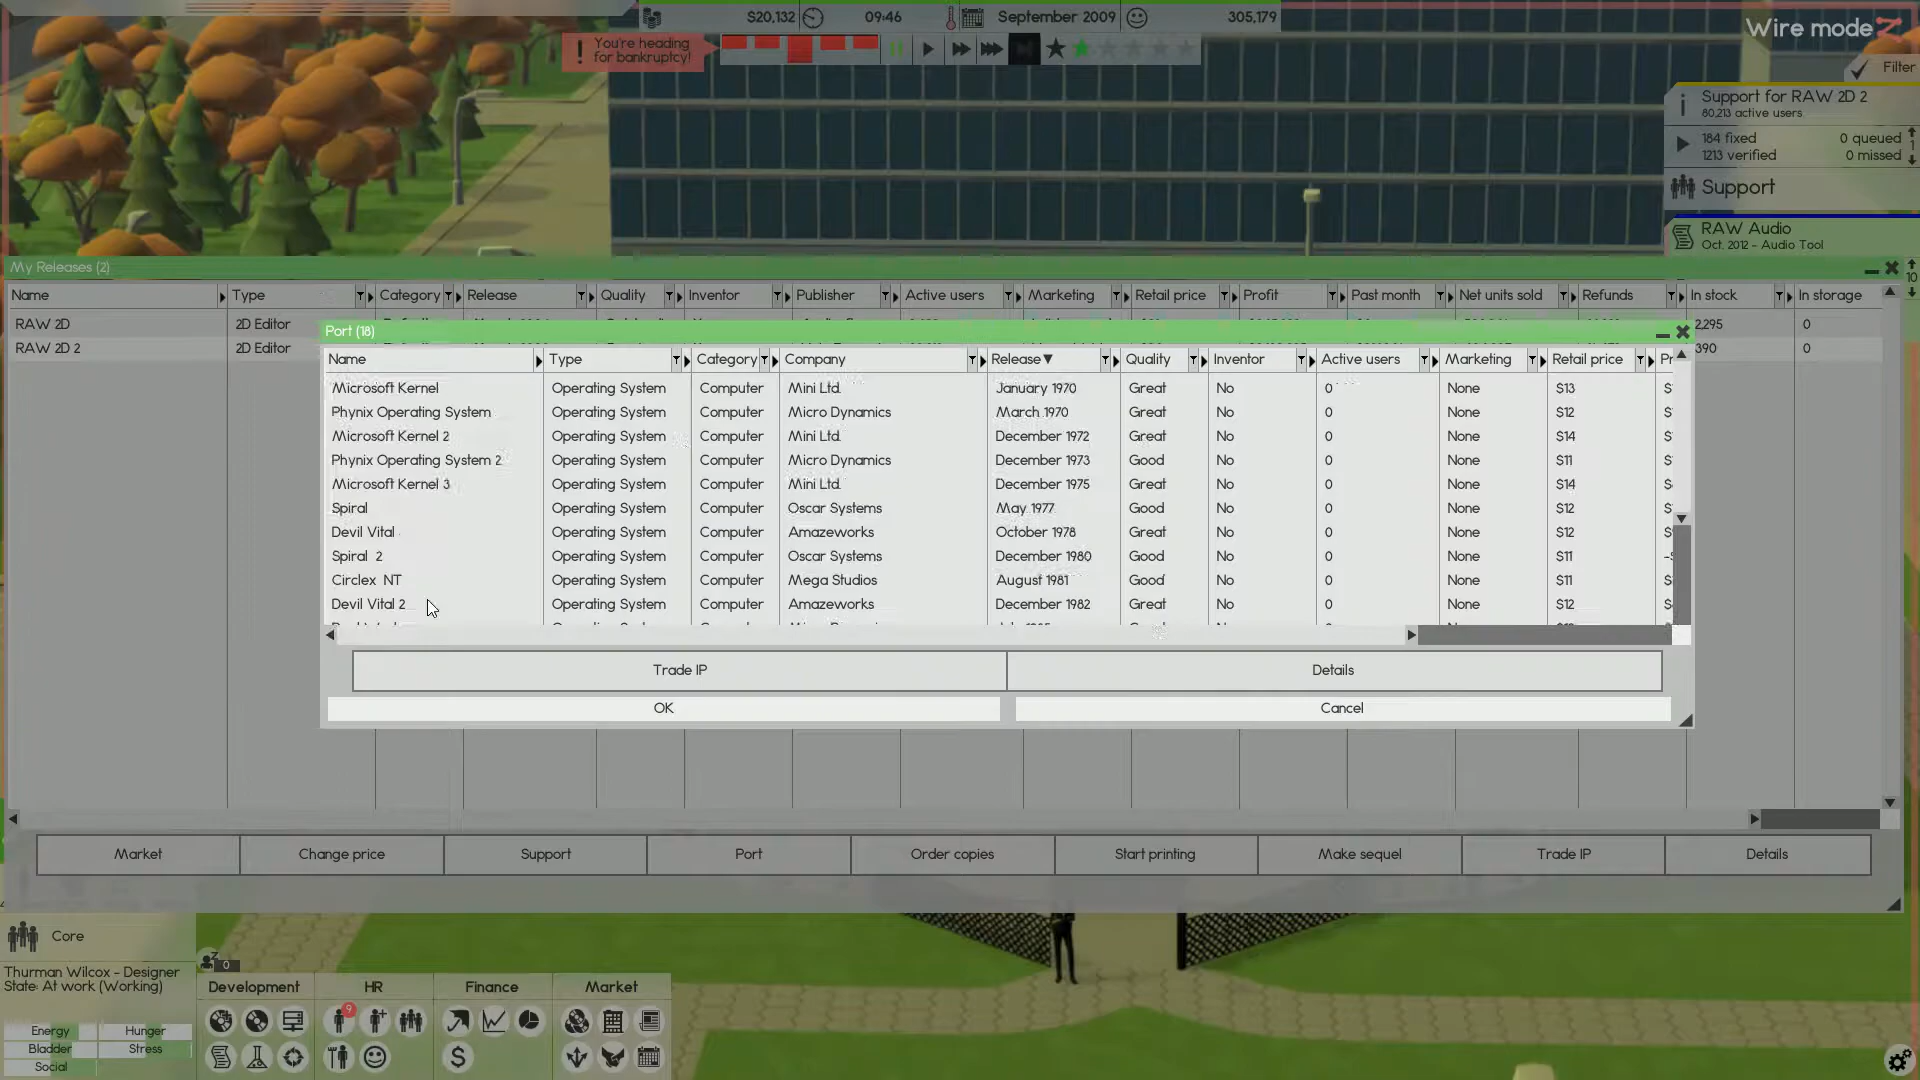 $20,132 09:46 September 2009 305,179
Wire mode
You're heading
for bankruptcy!
Filter
Support for RAW 2D 2
80,213 active users
184 fixed 0 queued
1213 verified 0 missed
1
Support
RAW Audio
Oct. 2012 - Audio Tool
10
My Releases (2)
Name Type Category Release Quality Inventor Publisher Active users Marketing Retail price Profit Past month Net units sold Refunds In stock In storage
RAW 2D 2D Editor 2,295 0
RAW 2D 2 2D Editor 390 0
Port (18)
Name Type Category Company Release Quality Inventor Active users Marketing Retail price Pr
Microsoft Kernel Operating System Computer Mini Ltd. January 1970 Great No 0 None $13 $
Phynix Operating System Operating System Computer Micro Dynamics March 1970 Great No 0 None $12 $
Microsoft Kernel 2 Operating System Computer Mini Ltd. December 1972 Great No 0 None $14 $
Phynix Operating System 2 Operating System Computer Micro Dynamics December 1973 Good No 0 None $11 $
Microsoft Kernel 3 Operating System Computer Mini Ltd. December 1975 Great No 0 None $14 $
Spiral Operating System Computer Oscar Systems May 1977 Good No 0 None $12 $
Devil Vital Operating System Computer Amazeworks October 1978 Great No 0 None $12 $
Spiral 2 Operating System Computer Oscar Systems December 1980 Good No 0 None $11 -$
Circlex NT Operating System Computer Mega Studios August 1981 Good No 0 None $11 $
Devil Vital 2 Operating System Computer Amazeworks December 1982 Great No 0 None $12 $
Trade IP Details
OK Cancel
Market Change price Support Port Order copies Start printing Make sequel Trade IP Details
Core
Thurman Wilcox - Designer
State: At work (Working)
Energy Hunger
Bladder Stress
Social
0
Development HR Finance Market
9